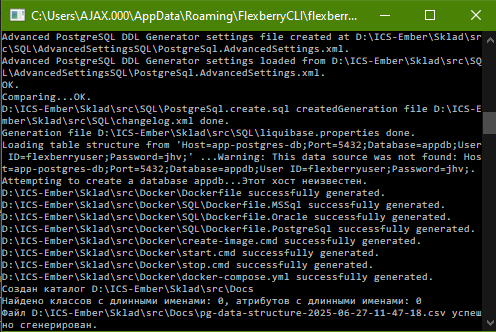 C:\Users\AJAX.000\AppData\Roaming\FlexberryCLI\flexberr...
Advanced PostgreSQL DDL Generator settings file created at D:\ICS-Ember\Sklad\sr
c\SQL\AdvancedSettingsSQL\PostgreSql.AdvancedSettings.xml.
Advanced PostgreSQL DDL Generator settings loaded from D:\ICS-Ember\Sklad\src\SQ
L\AdvancedSettingsSQL\PostgreSql.AdvancedSettings.xml.
OK.
Comparing...OK.
D:\ICS-Ember\Sklad\src\SQL\PostgreSql.create.sql createdGeneration file D:\ICS-E
mber\Sklad\src\SQL\changelog.xml done.
Generation file D:\ICS-Ember\Sklad\src\SQL\liquibase.properties done.
Loading table structure from 'Host=app-postgres-db;Port=5432;Database=appdb;User
 ID=flexberryuser;Password=jhv;' ...Warning: This data source was not found: Hos
t=app-postgres-db;Port=5432;Database=appdb;User ID=flexberryuser;Password=jhv;.
Attempting to create a database appdb...Этот хост неизвестен.
D:\ICS-Ember\Sklad\src\Docker\Dockerfile successfully generated.
D:\ICS-Ember\Sklad\src\Docker\SQL\Dockerfile.MSSql successfully generated.
D:\ICS-Ember\Sklad\src\Docker\SQL\Dockerfile.Oracle successfully generated.
D:\ICS-Ember\Sklad\src\Docker\SQL\Dockerfile.PostgreSql successfully generated.
D:\ICS-Ember\Sklad\src\Docker\create-image.cmd successfully generated.
D:\ICS-Ember\Sklad\src\Docker\start.cmd successfully generated.
D:\ICS-Ember\Sklad\src\Docker\stop.cmd successfully generated.
D:\ICS-Ember\Sklad\src\Docker\docker-compose.yml successfully generated.
Создан каталог D:\ICS-Ember\Sklad\src\Docs
Найдено классов с длинными именами: 0, атрибутов с длинными именами: 0
Файл D:\ICS-Ember\Sklad\src\Docs\pg-data-structure-2025-06-27-11-47-18.csv успеш
но сгенерирован.